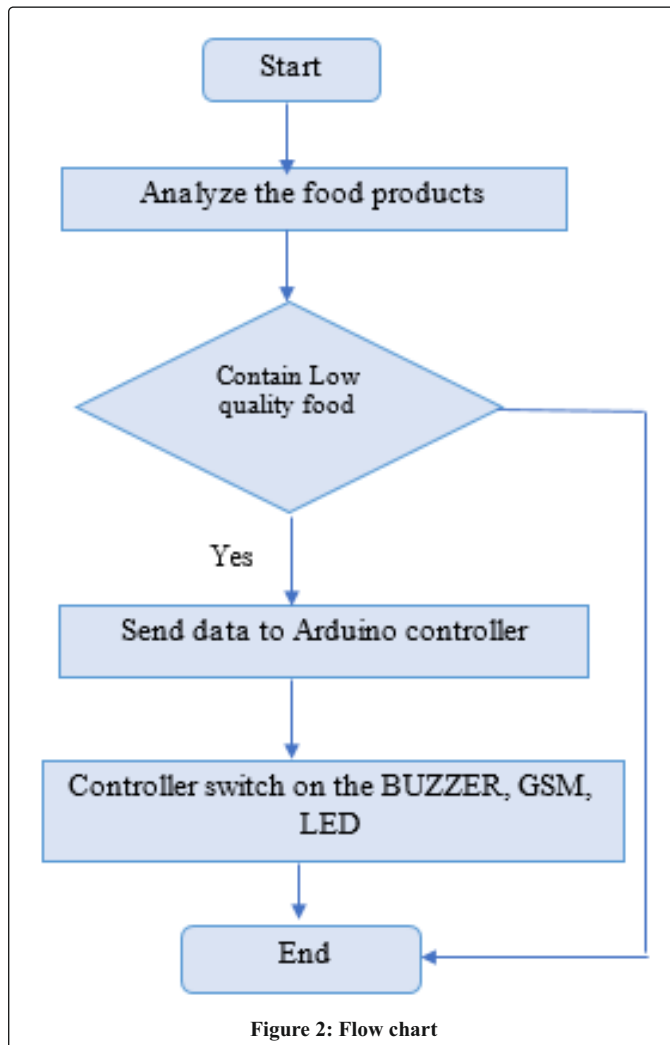 Start
Analyze the food products
Contain Low
quality food
Yes
Send data to Arduino controller
Controller switch on the BUZZER, GSM,
LED
End
Figure 2: Flow chart